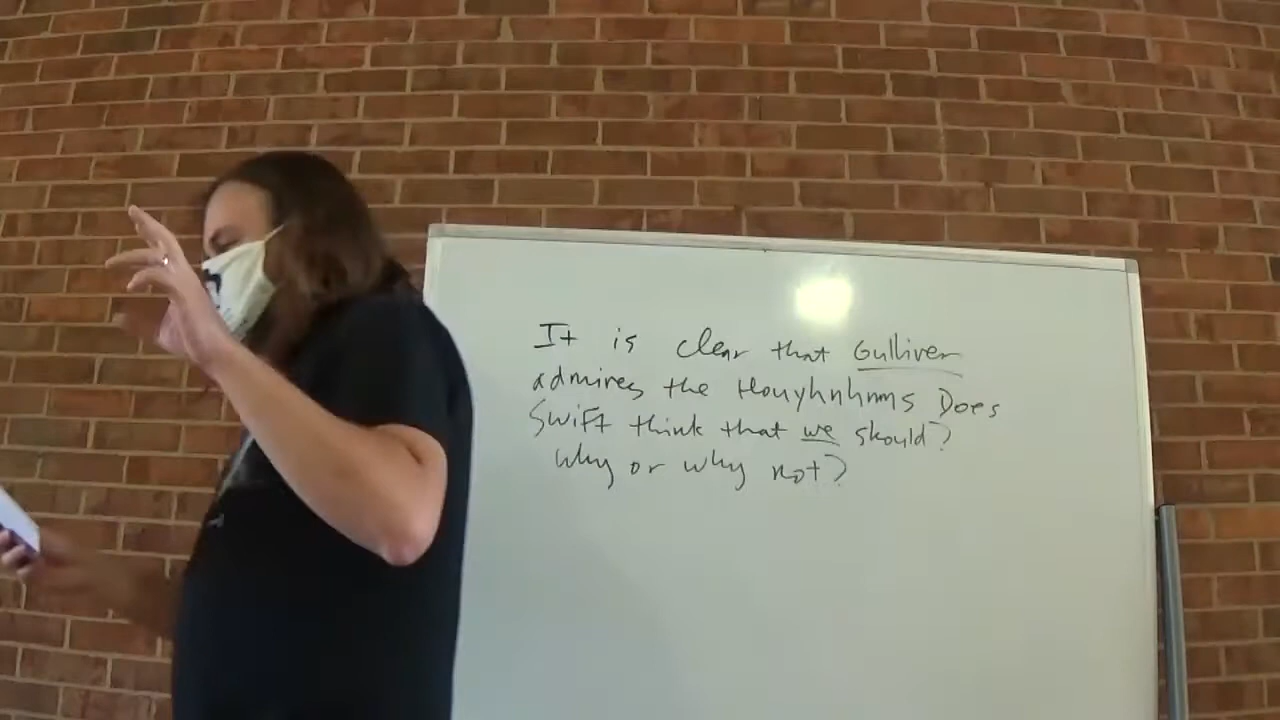 It is clear that Gulliver
admires the Houyhnhnms Does
Swift think that we should?
Why or why not?